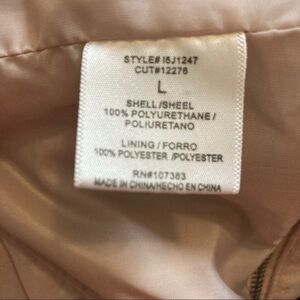 STYLE# I6J1247
CUT#12276
L
SHELL/SHEEL
100% POLYURETHANE /
POLIURETANO
LINING / FORRO
100% POLYESTER /POLYESTER
RN#107363
MADE IN CHINA/HECHO EN CHINA